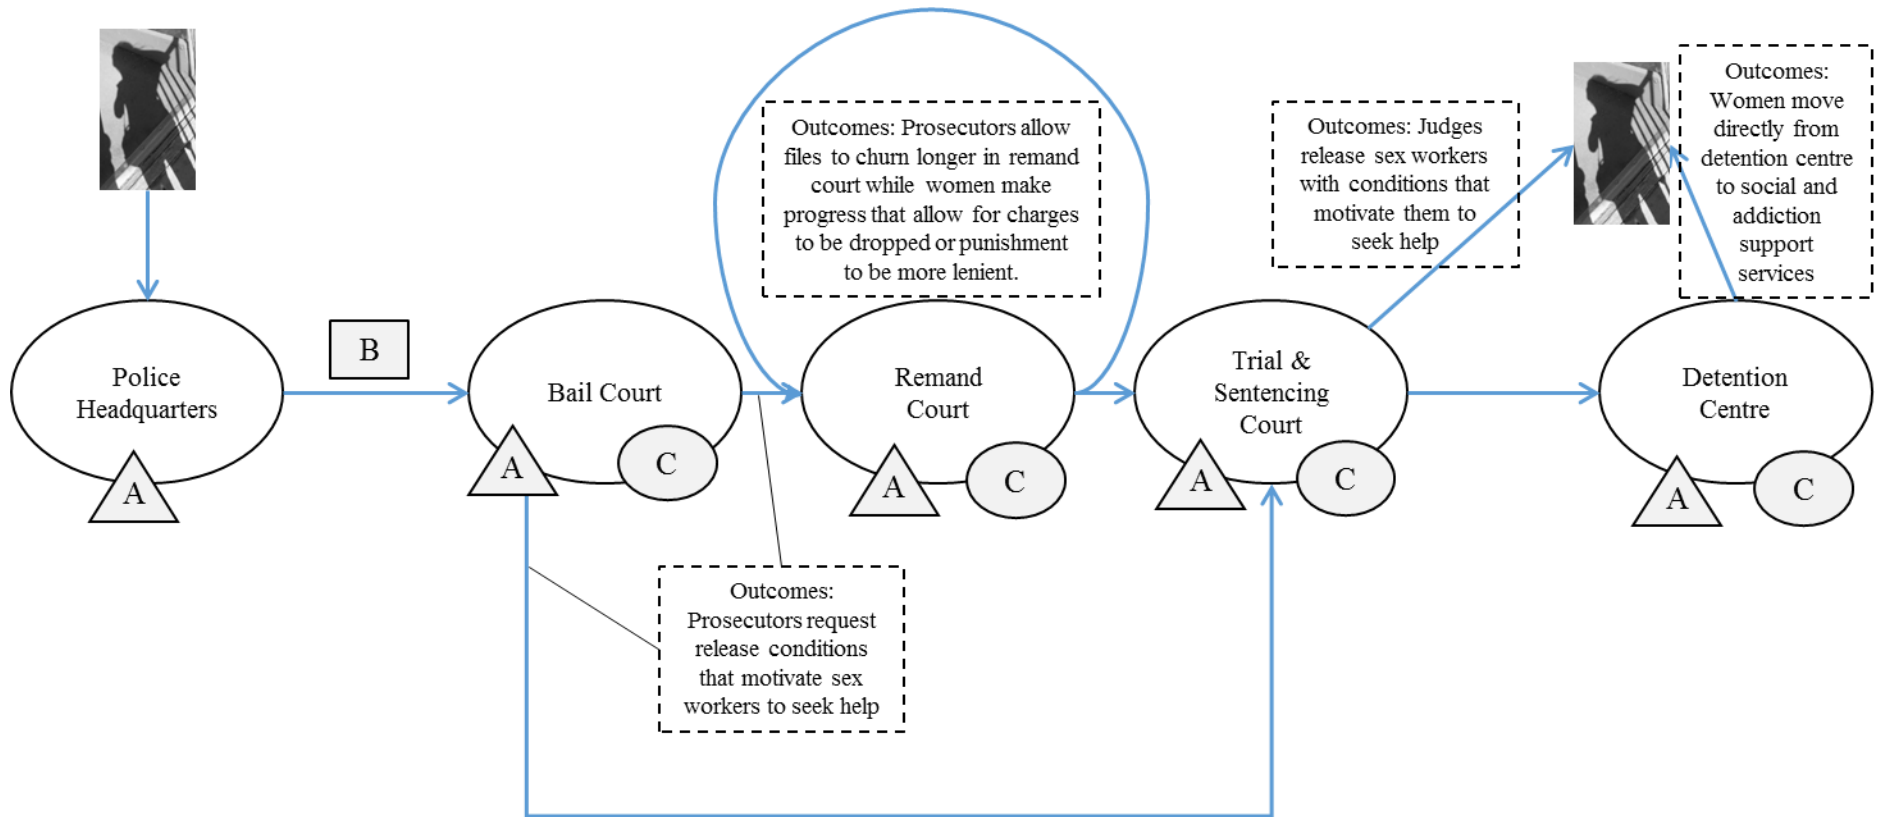 Outcomes: Prosecutors allow
files to churn longer in remand
court while women make
progress that allow for charges
to be dropped or punishment
to be more lenient.
Outcomes: Judges
release sex workers
with conditions that
motivate them to
seek help
Outcomes:
Women move
directly from
detention centre
to social and
addiction
support
services
Police
Headquarters
A
B
Bail Court
A
C
Remand
Court
A
C
Trial &
Sentencing
Court
A
C
Detention
Centre
A
C
Outcomes:
Prosecutors request
release conditions
that motivate sex
workers to seek help